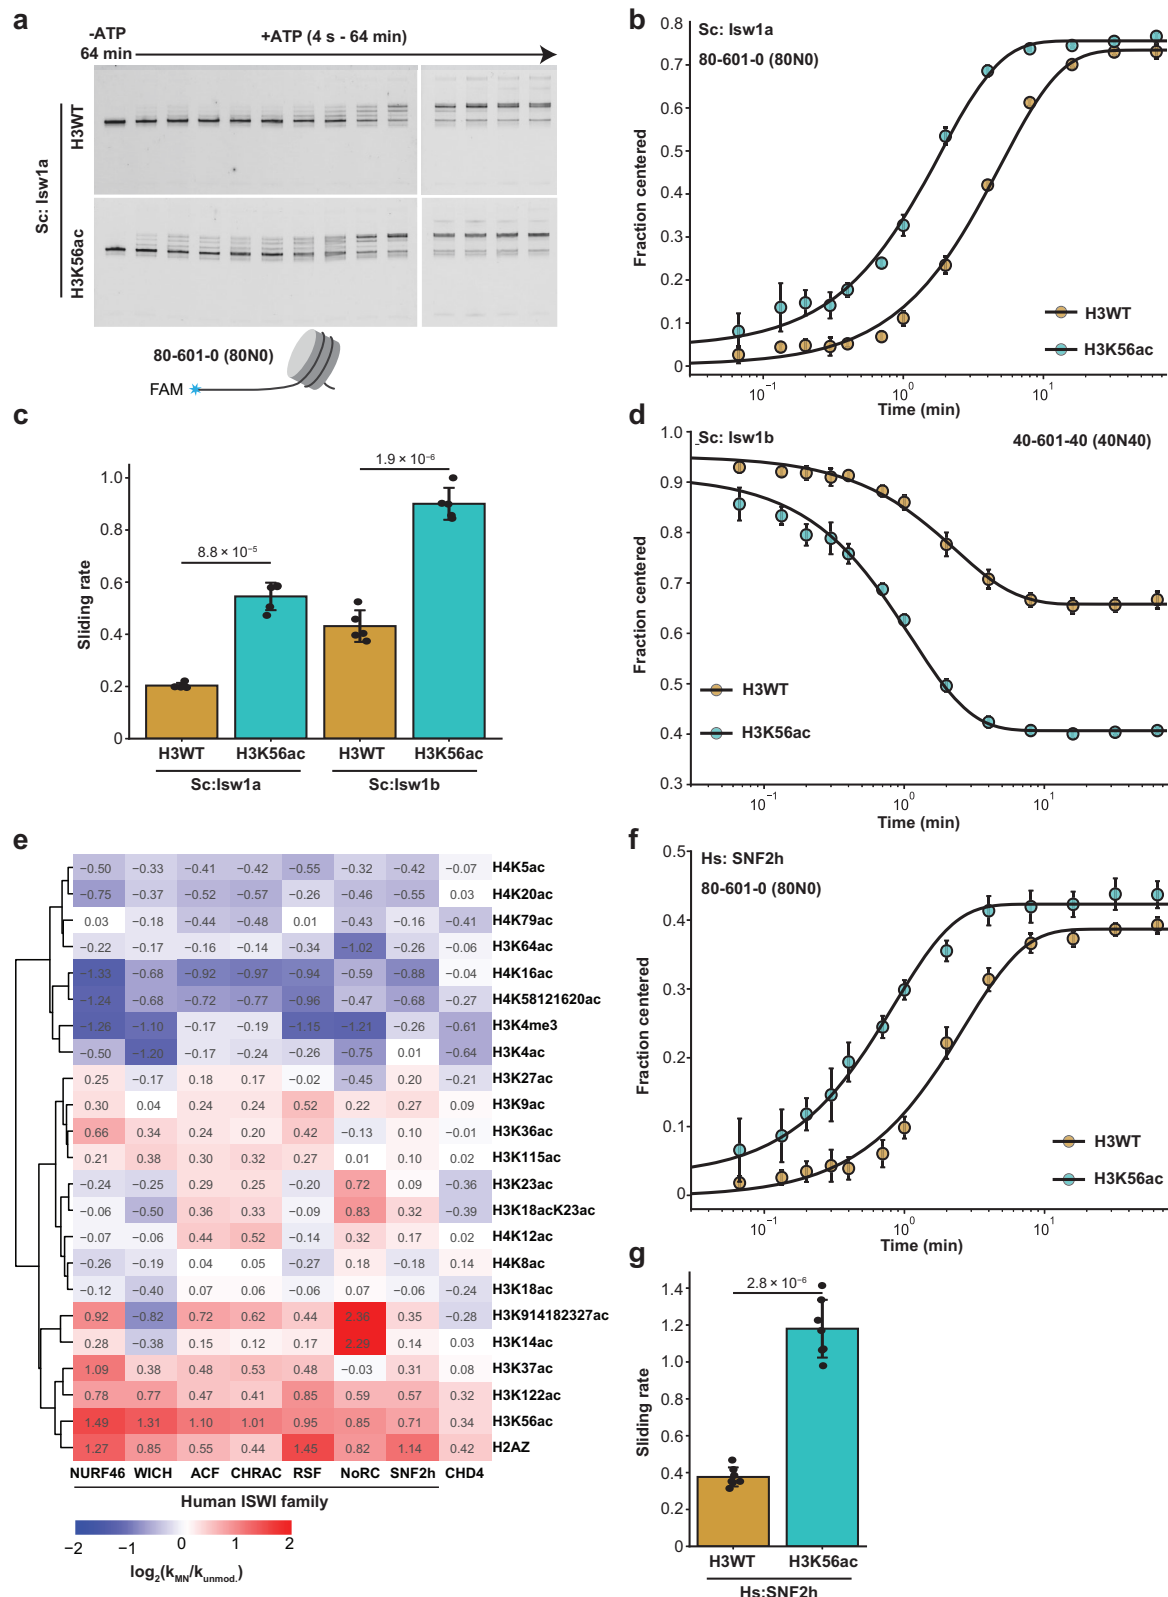 a
-ATP
64 min
+ATP (4 s - 64 min)
Sc: Isw1a
H3WT
H3K56ac
80-601-0 (80N0)
FAM
b
Sc: Isw1a
80-601-0 (80N0)
Fraction centered
0.8
0.7
0.6
0.5
0.4
0.3
0.2
0.1
0
H3WT
H3K56ac
10⁻¹
10⁰
10¹
Time (min)
c
Sliding rate
1.0
0.8
0.6
0.4
0.2
0
8.8 × 10⁻⁵
1.9 × 10⁻⁶
H3WT H3K56ac H3WT H3K56ac
Sc:Isw1a Sc:Isw1b
d
Sc: Isw1b
40-601-40 (40N40)
Fraction centered
1.0
0.9
0.8
0.7
0.6
0.5
0.4
0.3
H3WT
H3K56ac
10⁻¹
10⁰
10¹
Time (min)
e
−0.50 −0.33 −0.41 −0.42 −0.55 −0.32 −0.42 −0.07 H4K5ac
−0.75 −0.37 −0.52 −0.57 −0.26 −0.46 −0.55 0.03 H4K20ac
0.03 −0.18 −0.44 −0.48 0.01 −0.43 −0.16 −0.41 H4K79ac
−0.22 −0.17 −0.16 −0.14 −0.34 −1.02 −0.26 −0.06 H3K64ac
−1.33 −0.68 −0.92 −0.97 −0.94 −0.59 −0.88 −0.04 H4K16ac
−1.24 −0.68 −0.72 −0.77 −0.96 −0.47 −0.68 −0.27 H4K58121620ac
−1.26 −1.10 −0.17 −0.19 −1.15 −1.21 −0.26 −0.61 H3K4me3
−0.50 −1.20 −0.17 −0.24 −0.26 −0.75 0.01 −0.64 H3K4ac
0.25 −0.17 0.18 0.17 −0.02 −0.45 0.20 −0.21 H3K27ac
0.30 0.04 0.24 0.24 0.52 0.22 0.27 0.09 H3K9ac
0.66 0.34 0.24 0.20 0.42 −0.13 0.10 −0.01 H3K36ac
0.21 0.38 0.30 0.32 0.27 0.01 0.10 0.02 H3K115ac
−0.24 −0.25 0.29 0.25 −0.20 0.72 0.09 −0.36 H3K23ac
−0.06 −0.50 0.36 0.33 −0.09 0.83 0.32 −0.39 H3K18acK23ac
−0.07 −0.06 0.44 0.52 −0.14 0.32 0.17 0.02 H4K12ac
−0.26 −0.19 0.04 0.05 −0.27 0.18 −0.18 0.14 H4K8ac
−0.12 −0.40 0.07 0.06 −0.06 0.07 −0.06 −0.24 H3K18ac
0.92 −0.82 0.72 0.62 0.44 2.36 0.35 −0.28 H3K914182327ac
0.28 −0.38 0.15 0.12 0.17 2.29 0.14 0.03 H3K14ac
1.09 0.38 0.48 0.53 0.48 −0.03 0.31 0.08 H3K37ac
0.78 0.77 0.47 0.41 0.85 0.59 0.57 0.32 H3K122ac
1.49 1.31 1.10 1.01 0.95 0.85 0.71 0.34 H3K56ac
1.27 0.85 0.55 0.44 1.45 0.82 1.14 0.42 H2AZ
NURF46 WICH ACF CHRAC RSF NoRC SNF2h CHD4
Human ISWI family
−2 −1 0 1 2
log₂(k_MN/k_unmod.)
f
Hs: SNF2h
80-601-0 (80N0)
Fraction centered
0.5
0.4
0.3
0.2
0.1
0
H3WT
H3K56ac
10⁻¹
10⁰
10¹
Time (min)
g
Sliding rate
1.4
1.2
1.0
0.8
0.6
0.4
0.2
0
2.8 × 10⁻⁶
H3WT H3K56ac
Hs:SNF2h